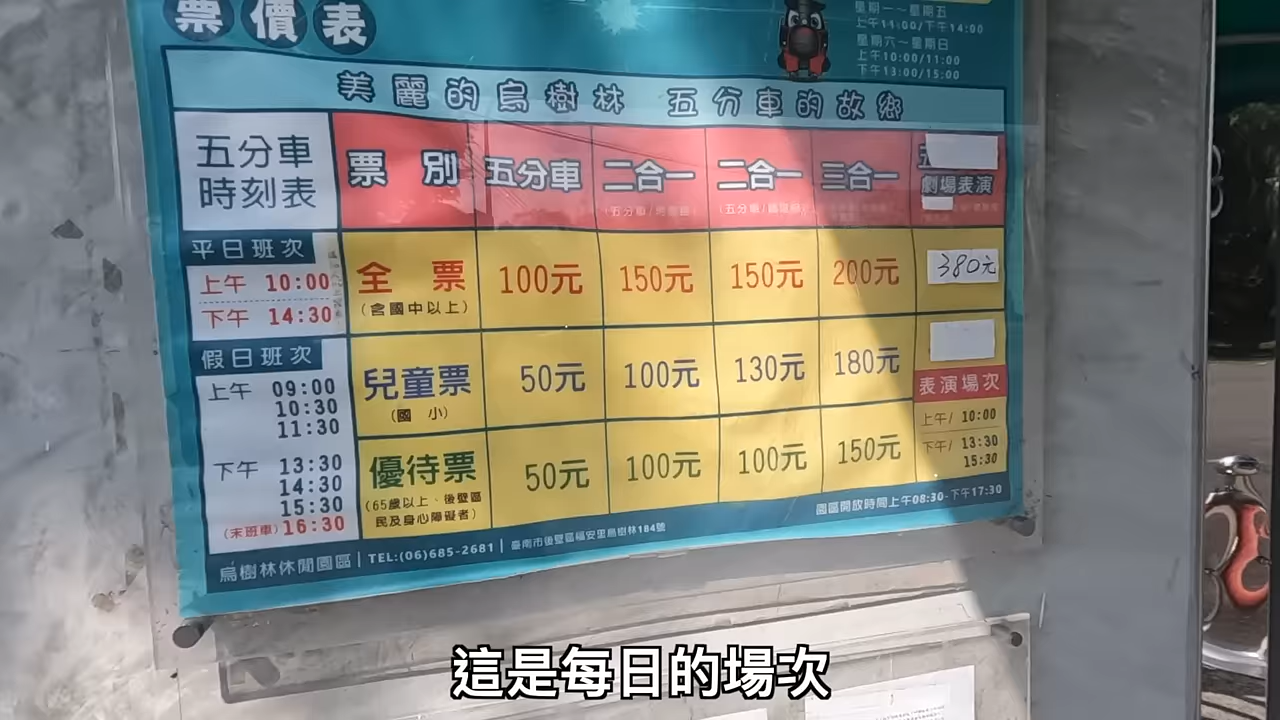 票價表
星期一～星期五
上午11:00/下午14:00
星期六～星期日
上午10:00/11:00
下午13:00/15:00
美麗的烏樹林 五分車的故鄉
五分車
時刻表
票 別
五分車
二合一
二合一
三合一
劇場表演
平日班次
上午 10:00
下午 14:30
全 票
(含國中以上)
100元
150元
150元
200元
380元
假日班次
上午 09:00
10:30
11:30
下午 13:30
14:30
15:30
(末班車)16:30
兒童票
(國 小)
50元
100元
130元
180元
優待票
(65歲以上、後壁區
民及身心障礙者)
50元
100元
100元
150元
表演場次
上午/ 10:00
下午/ 13:30
15:30
園區開放時間上午08:30-下午17:30
烏樹林休閒園區 | TEL:(06)685-2681 | 臺南市後壁區福安里烏樹林184號
這是每日的場次